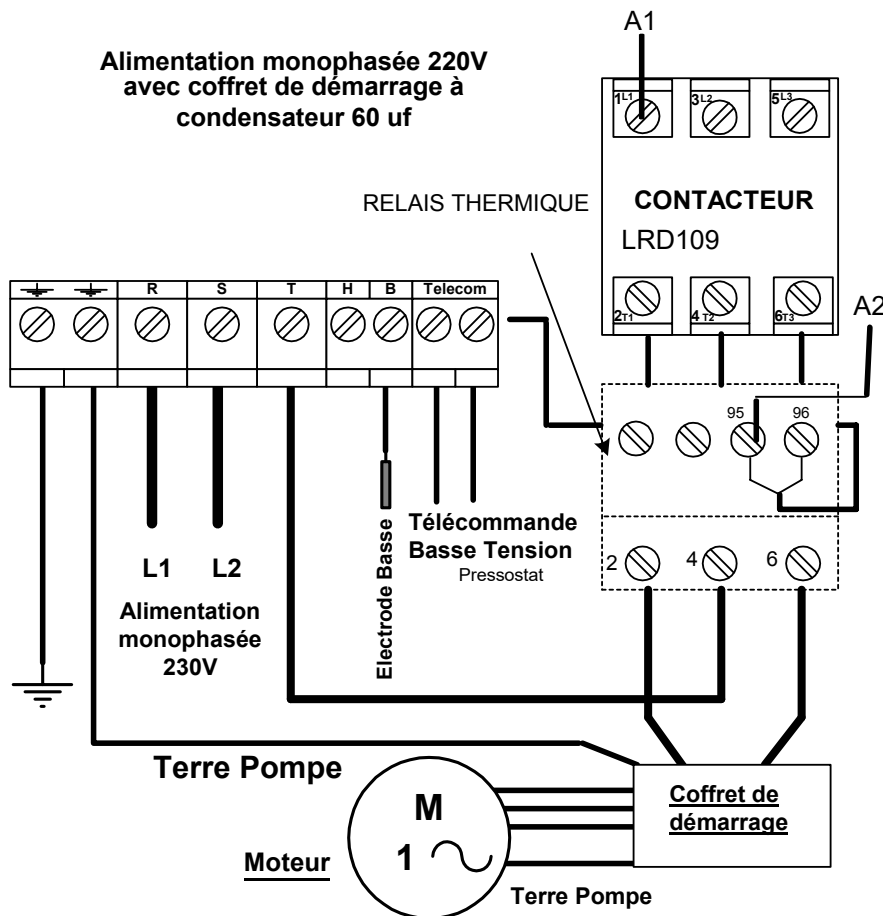 A1
Alimentation monophasée 220V
avec coffret de démarrage à
condensateur 60 uf
1L1 3L2 5L3
RELAIS THERMIQUE
CONTACTEUR
LRD109
R S T H B Telecom
2T1 4 T2 6T3
A2
95 96
Télécommande
Basse Tension
Pressostat
Electrode Basse
L1 L2
Alimentation
monophasée
230V
2 4 6
Terre Pompe
Coffret de
démarrage
M
1
Moteur
Terre Pompe